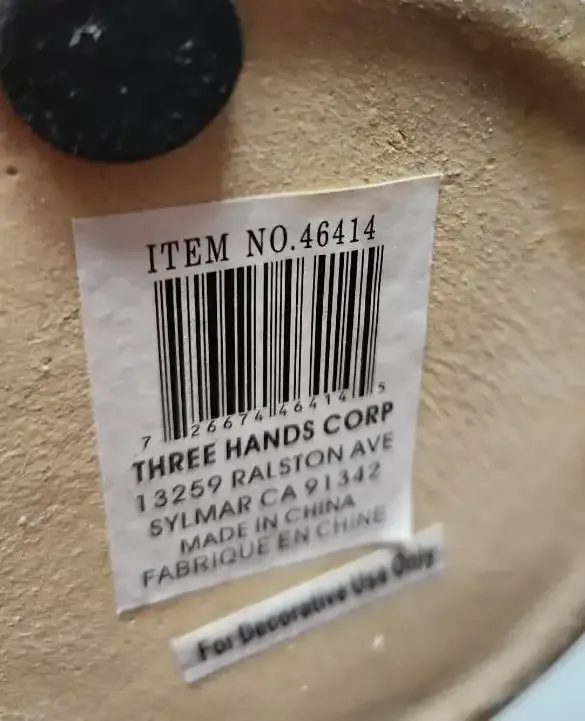 ITEM NO.46414
7 26674 46414 5
THREE HANDS CORP
13259 RALSTON AVE
SYLMAR CA 91342
MADE IN CHINA
FABRIQUE EN CHINE
For Decorative Use Only